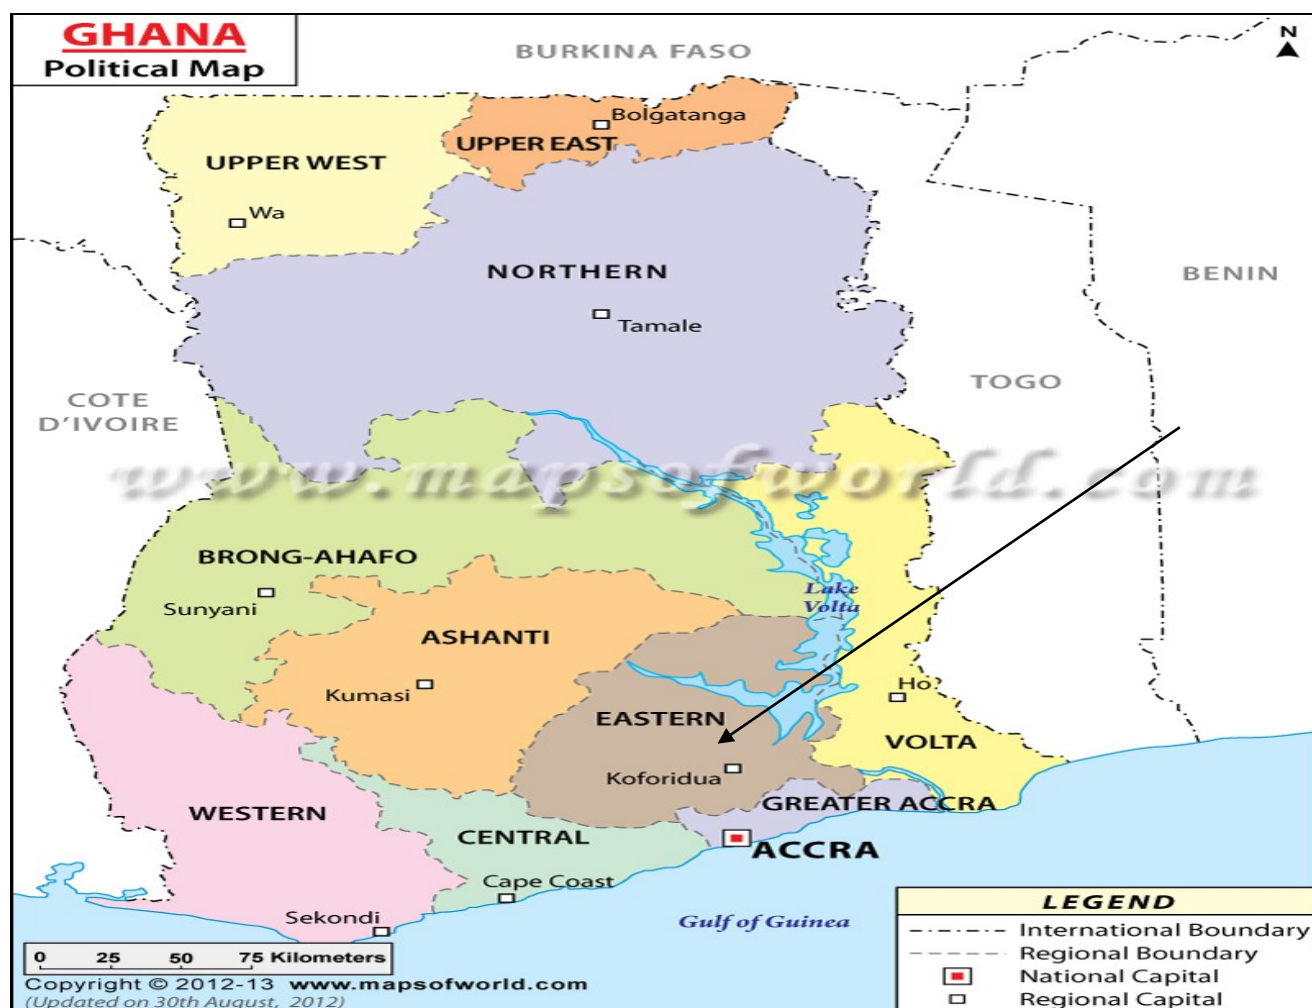 GHANA
Political Map
BURKINA FASO
N
Bolgatanga
UPPER EAST
UPPER WEST
Wa
NORTHERN
BENIN
Tamale
TOGO
COTE
D'IVOIRE
www.mapsofworld.com
BRONG-AHAFO
Sunyani
Lake
Volta
ASHANTI
Kumasi
Ho
EASTERN
VOLTA
Koforidua
WESTERN
GREATER ACCRA
CENTRAL
ACCRA
Cape Coast
Sekondi
Gulf of Guinea
LEGEND
International Boundary
Regional Boundary
National Capital
Regional Capital
0 25 50 75 Kilometers
Copyright © 2012-13 www.mapsofworld.com
(Updated on 30th August, 2012)